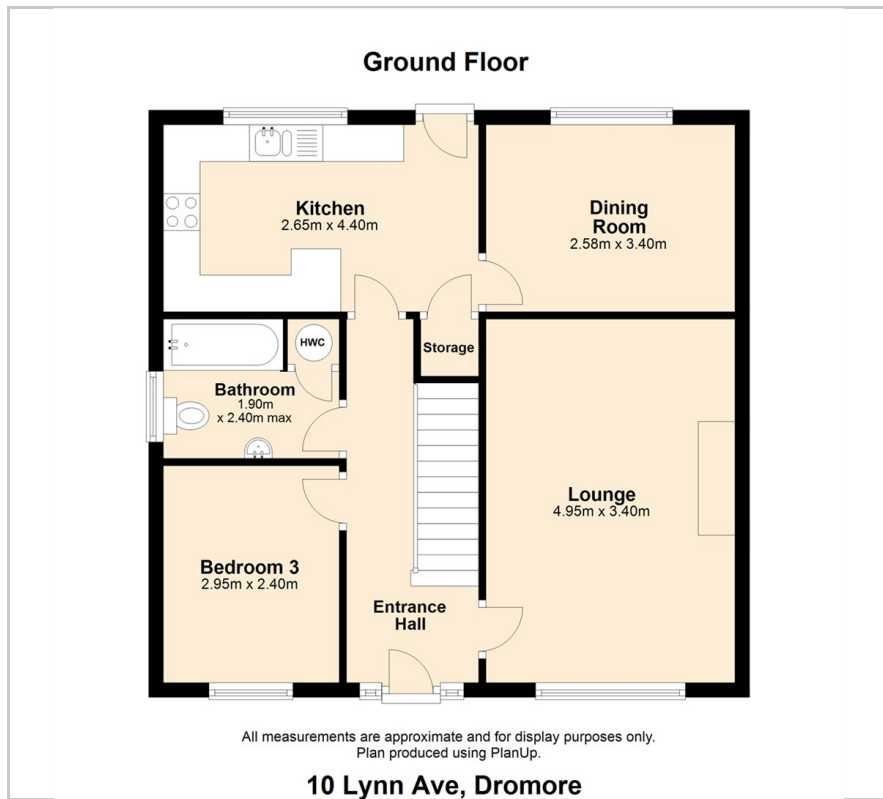 Ground Floor
Kitchen
2.65m x 4.40m
Dining
Room
2.58m x 3.40m
Storage
HWC
Bathroom
1.90m
x 2.40m max
Lounge
4.95m x 3.40m
Bedroom 3
2.95m x 2.40m
Entrance
Hall
All measurements are approximate and for display purposes only.
Plan produced using PlanUp.
10 Lynn Ave, Dromore